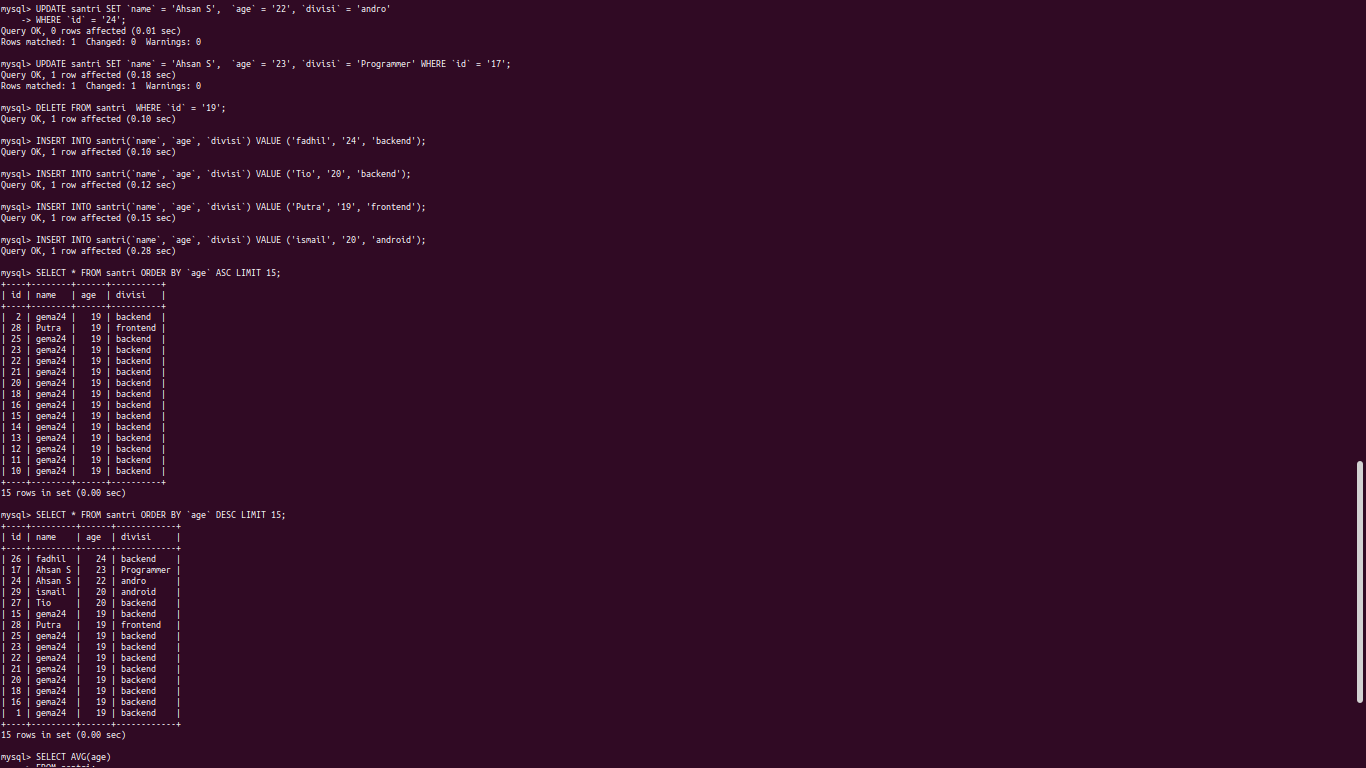 mysql> UPDATE santri SET `name` = 'Ahsan S',  `age` = '22', `divisi` = 'andro'
    -> WHERE `id` = '24';
Query OK, 0 rows affected (0.01 sec)
Rows matched: 1  Changed: 0  Warnings: 0
mysql> UPDATE santri SET `name` = 'Ahsan S',  `age` = '23', `divisi` = 'Programmer' WHERE `id` = '17';
Query OK, 1 row affected (0.18 sec)
Rows matched: 1  Changed: 1  Warnings: 0
mysql> DELETE FROM santri  WHERE `id` = '19';
Query OK, 1 row affected (0.10 sec)
mysql> INSERT INTO santri(`name`, `age`, `divisi`) VALUE ('fadhil', '24', 'backend');
Query OK, 1 row affected (0.10 sec)
mysql> INSERT INTO santri(`name`, `age`, `divisi`) VALUE ('Tio', '20', 'backend');
Query OK, 1 row affected (0.12 sec)
mysql> INSERT INTO santri(`name`, `age`, `divisi`) VALUE ('Putra', '19', 'frontend');
Query OK, 1 row affected (0.15 sec)
mysql> INSERT INTO santri(`name`, `age`, `divisi`) VALUE ('ismail', '20', 'android');
Query OK, 1 row affected (0.28 sec)
mysql> SELECT * FROM santri ORDER BY `age` ASC LIMIT 15;
+----+--------+------+----------+
| id | name   | age  | divisi   |
+----+--------+------+----------+
|  2 | gema24 |   19 | backend  |
| 28 | Putra  |   19 | frontend |
| 25 | gema24 |   19 | backend  |
| 23 | gema24 |   19 | backend  |
| 22 | gema24 |   19 | backend  |
| 21 | gema24 |   19 | backend  |
| 20 | gema24 |   19 | backend  |
| 18 | gema24 |   19 | backend  |
| 16 | gema24 |   19 | backend  |
| 15 | gema24 |   19 | backend  |
| 14 | gema24 |   19 | backend  |
| 13 | gema24 |   19 | backend  |
| 12 | gema24 |   19 | backend  |
| 11 | gema24 |   19 | backend  |
| 10 | gema24 |   19 | backend  |
+----+--------+------+----------+
15 rows in set (0.00 sec)
mysql> SELECT * FROM santri ORDER BY `age` DESC LIMIT 15;
+----+---------+------+------------+
| id | name    | age  | divisi     |
+----+---------+------+------------+
| 26 | fadhil  |   24 | backend    |
| 17 | Ahsan S |   23 | Programmer |
| 24 | Ahsan S |   22 | andro      |
| 29 | ismail  |   20 | android    |
| 27 | Tio     |   20 | backend    |
| 15 | gema24  |   19 | backend    |
| 28 | Putra   |   19 | frontend   |
| 25 | gema24  |   19 | backend    |
| 23 | gema24  |   19 | backend    |
| 22 | gema24  |   19 | backend    |
| 21 | gema24  |   19 | backend    |
| 20 | gema24  |   19 | backend    |
| 18 | gema24  |   19 | backend    |
| 16 | gema24  |   19 | backend    |
|  1 | gema24  |   19 | backend    |
+----+---------+------+------------+
15 rows in set (0.00 sec)
mysql> SELECT AVG(age)